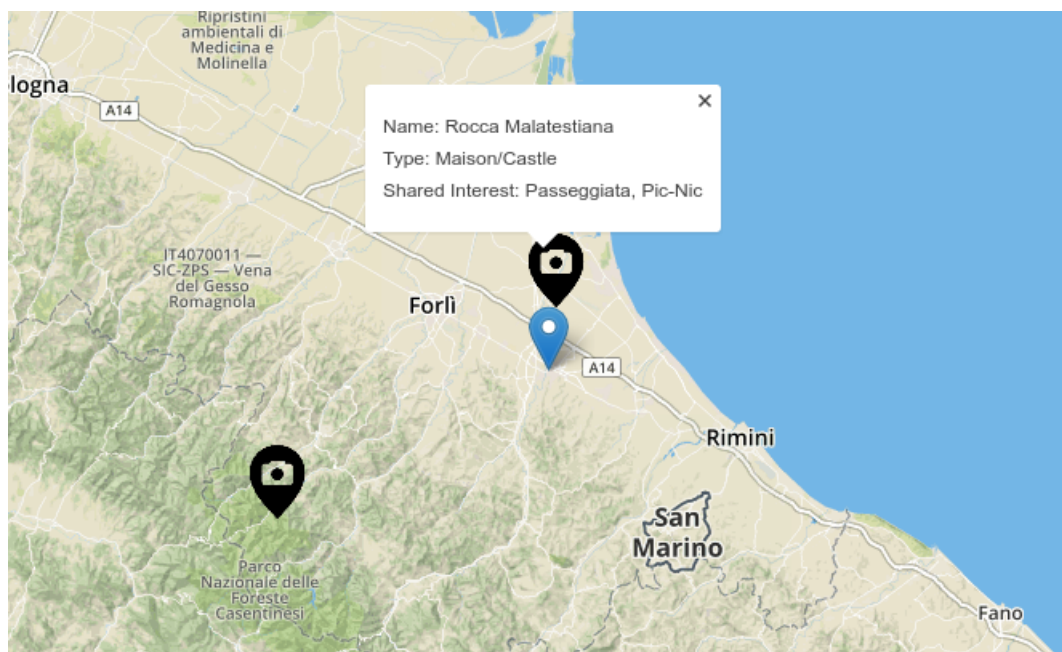 Ripristini
ambientali di
Medicina e
Molinella
logna
A14
×
Name: Rocca Malatestiana
Type: Maison/Castle
Shared Interest: Passeggiata, Pic-Nic
IT4070011 —
SIC-ZPS — Vena
del Gesso
Romagnola
Forlì
A14
Rimini
San
Marino
Parco
Nazionale delle
Foreste
Casentinesi
Fano